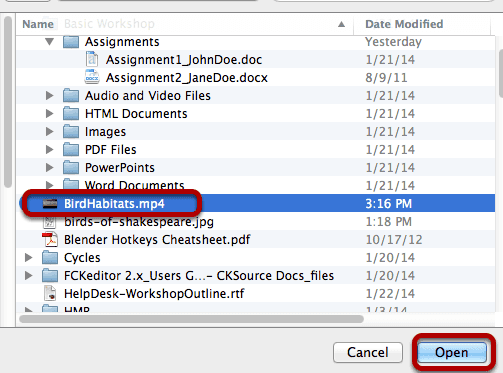 Basic Workshop
Name Date Modified
Assignments Yesterday
Assignment1_JohnDoe.doc 1/21/14
Assignment2_JaneDoe.docx 8/9/11
Audio and Video Files 1/21/14
HTML Documents 1/21/14
Images 1/21/14
PDF Files 1/21/14
PowerPoints 1/21/14
Word Documents 1/21/14
BirdHabitats.mp4 3:16 PM
birds-of-shakespeare.jpg 1:18 PM
Blender Hotkeys Cheatsheet.pdf 10/17/12
Cycles 1/20/14
FCKeditor 2.x_Users G...- CKSource Docs_files 1/20/14
HelpDesk-WorkshopOutline.rtf 1/22/14
HMR 1/3/14
Cancel Open